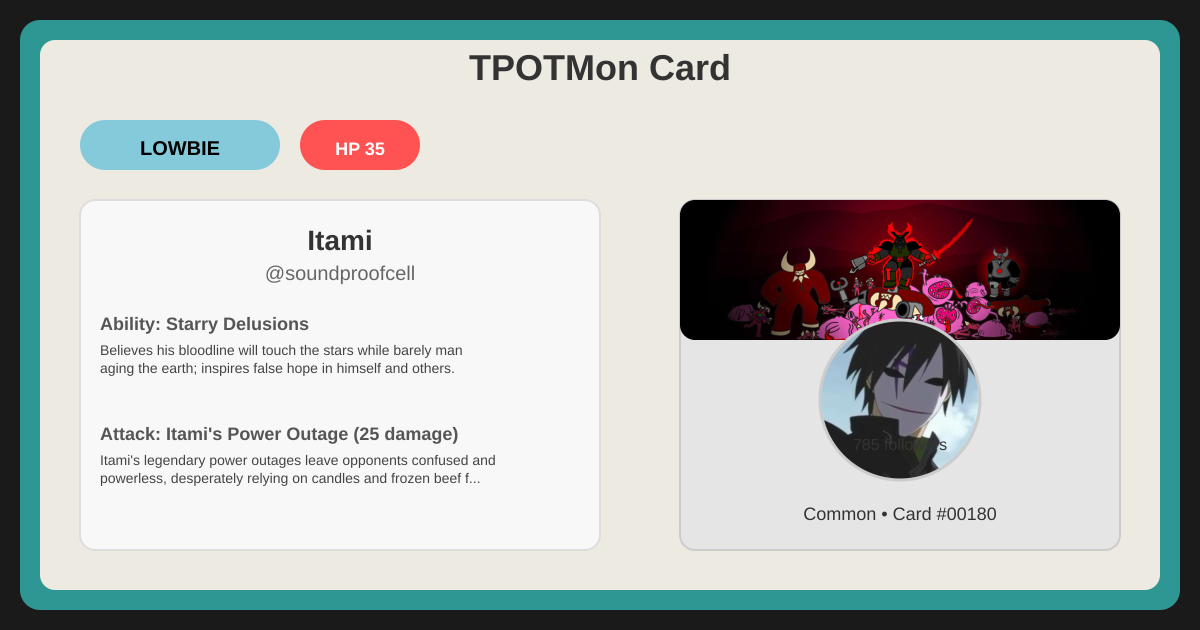 TPOTMon Card
LOWBIE
HP 35
Itami
@soundproofcell
Ability: Starry Delusions
Believes his bloodline will touch the stars while barely man
aging the earth; inspires false hope in himself and others.
Attack: Itami's Power Outage (25 damage)
Itami's legendary power outages leave opponents confused and
powerless, desperately relying on candles and frozen beef f...
785 followers
Common • Card #00180